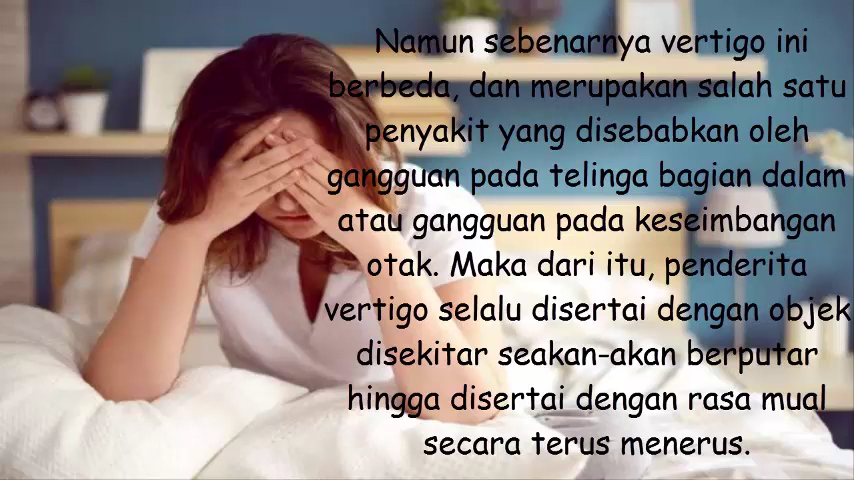 Namun sebenarnya vertigo ini
berbeda, dan merupakan salah satu
penyakit yang disebabkan oleh
gangguan pada telinga bagian dalam
atau gangguan pada keseimbangan
otak. Maka dari itu, penderita
vertigo selalu disertai dengan objek
disekitar seakan-akan berputar
hingga disertai dengan rasa mual
secara terus menerus.